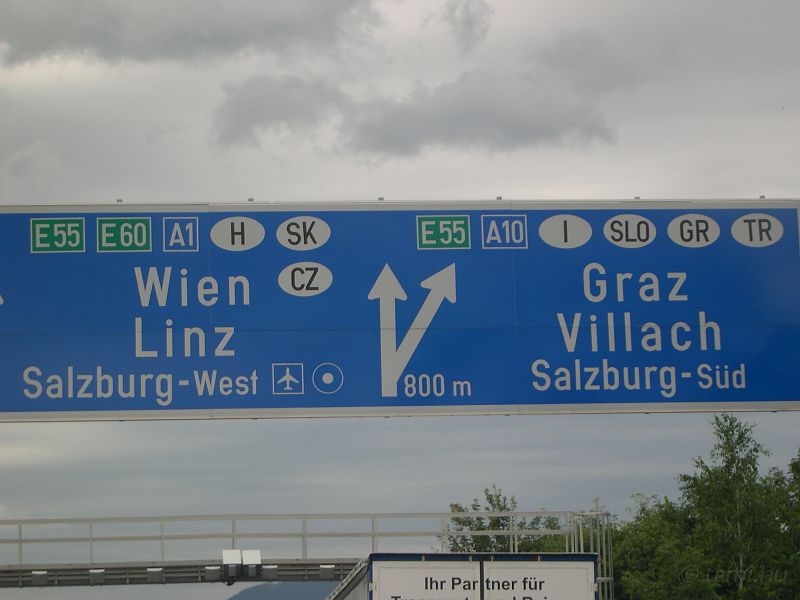 E55 E60 A1 H SK
CZ
Wien
Linz
Salzburg-West
800 m
E55 A10 I SLO GR TR
Graz
Villach
Salzburg-Süd
Ihr Partner für